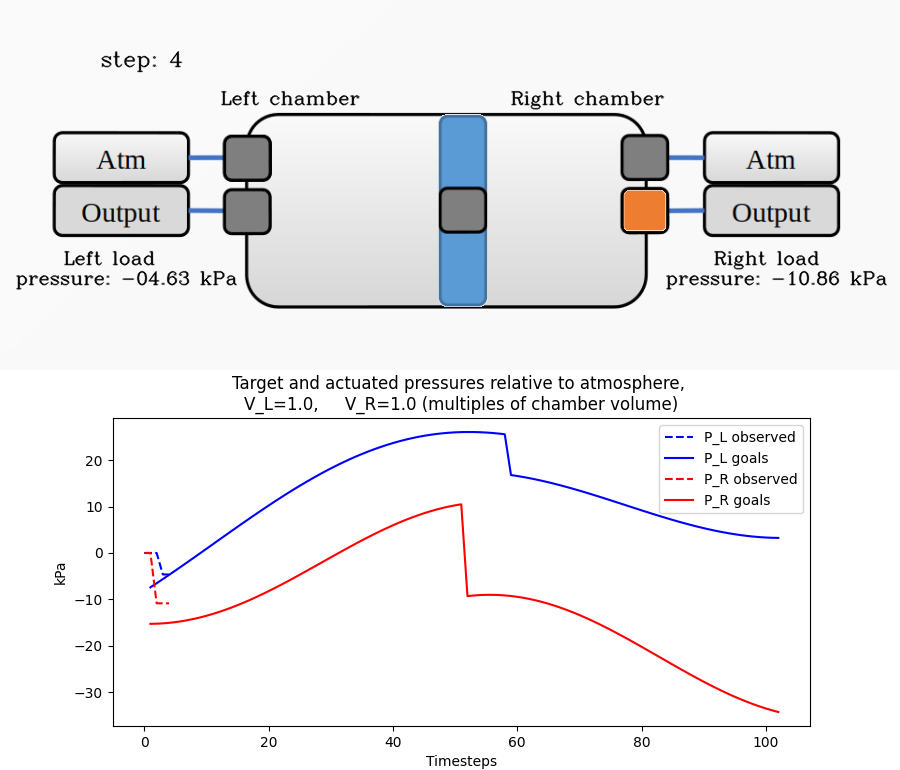 step: 4
Left chamber
Right chamber
Atm
Atm
Output
Output
Left load
pressure: −04.63 kPa
Right load
pressure: −10.86 kPa
Target and actuated pressures relative to atmosphere,
V_L=1.0,     V_R=1.0 (multiples of chamber volume)
P_L observed
P_L goals
P_R observed
P_R goals
kPa
20
10
0
−10
−20
−30
0 20 40 60 80 100
Timesteps